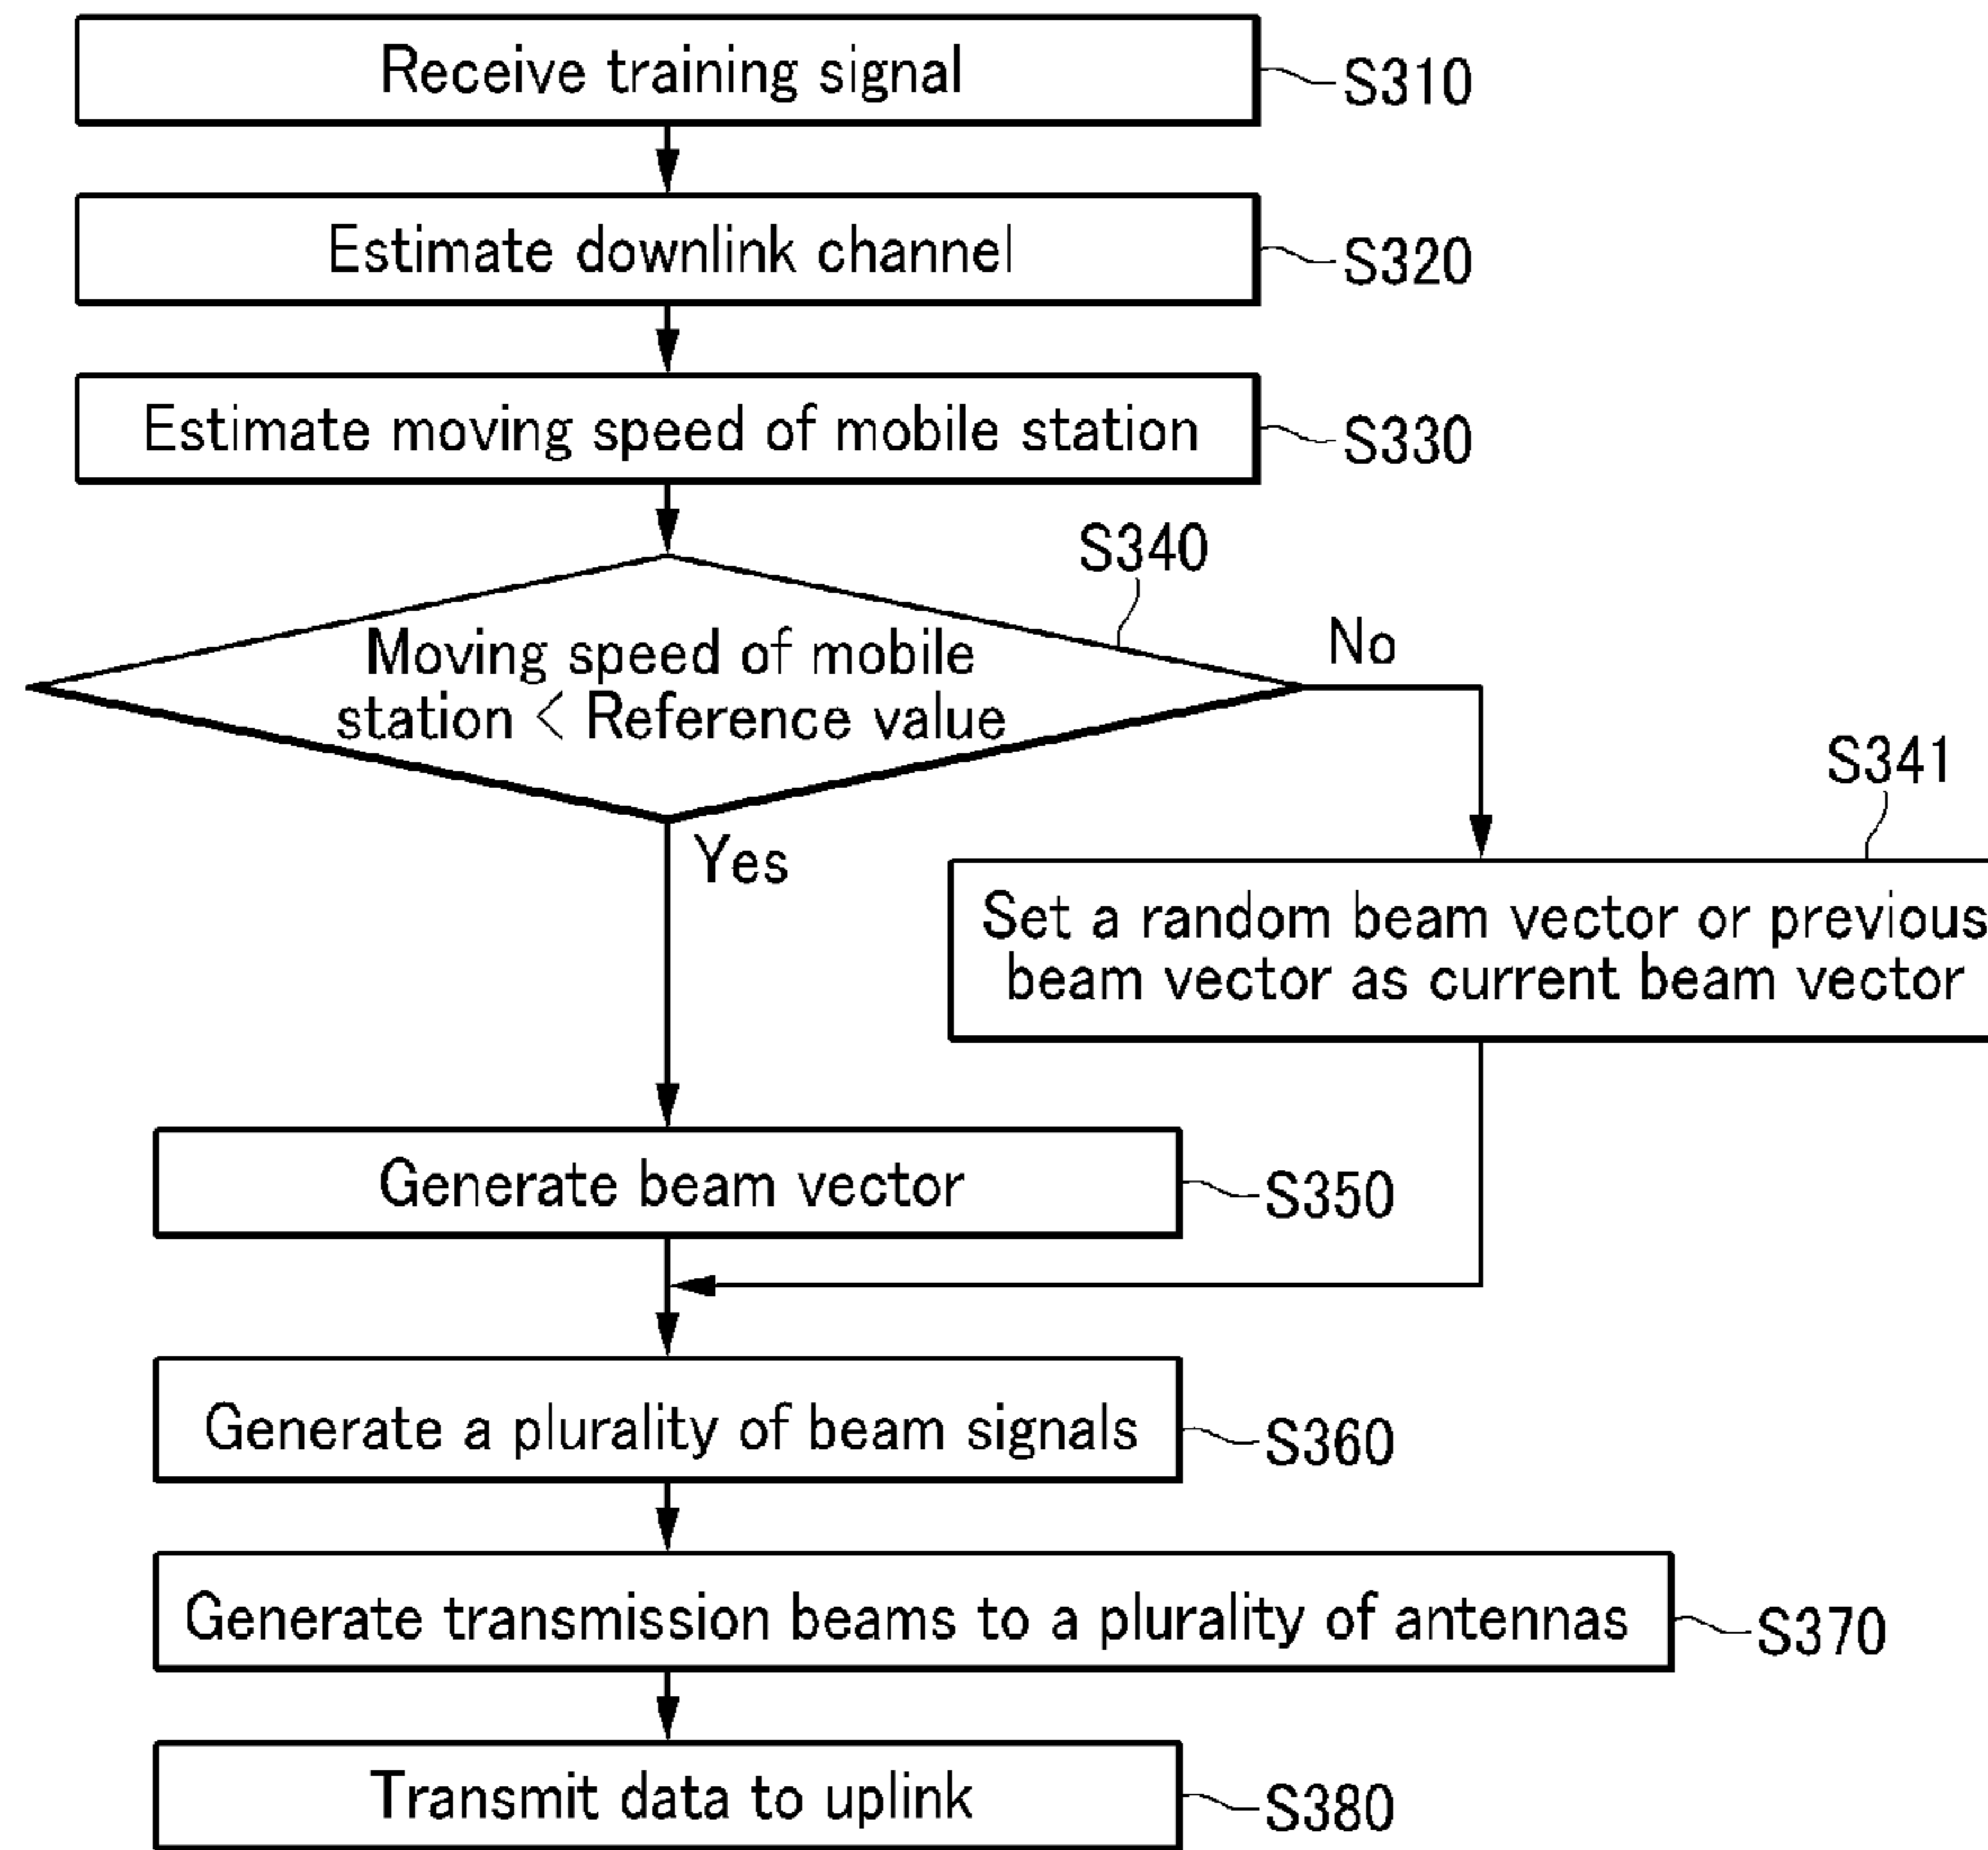 Receive training signal
S310
Estimate downlink channel
S320
Estimate moving speed of mobile station
S330
S340
Moving speed of mobile
station < Reference value
No
Yes
S341
Set a random beam vector or previous
beam vector as current beam vector
Generate beam vector
S350
Generate a plurality of beam signals
S360
Generate transmission beams to a plurality of antennas
S370
Transmit data to uplink
S380